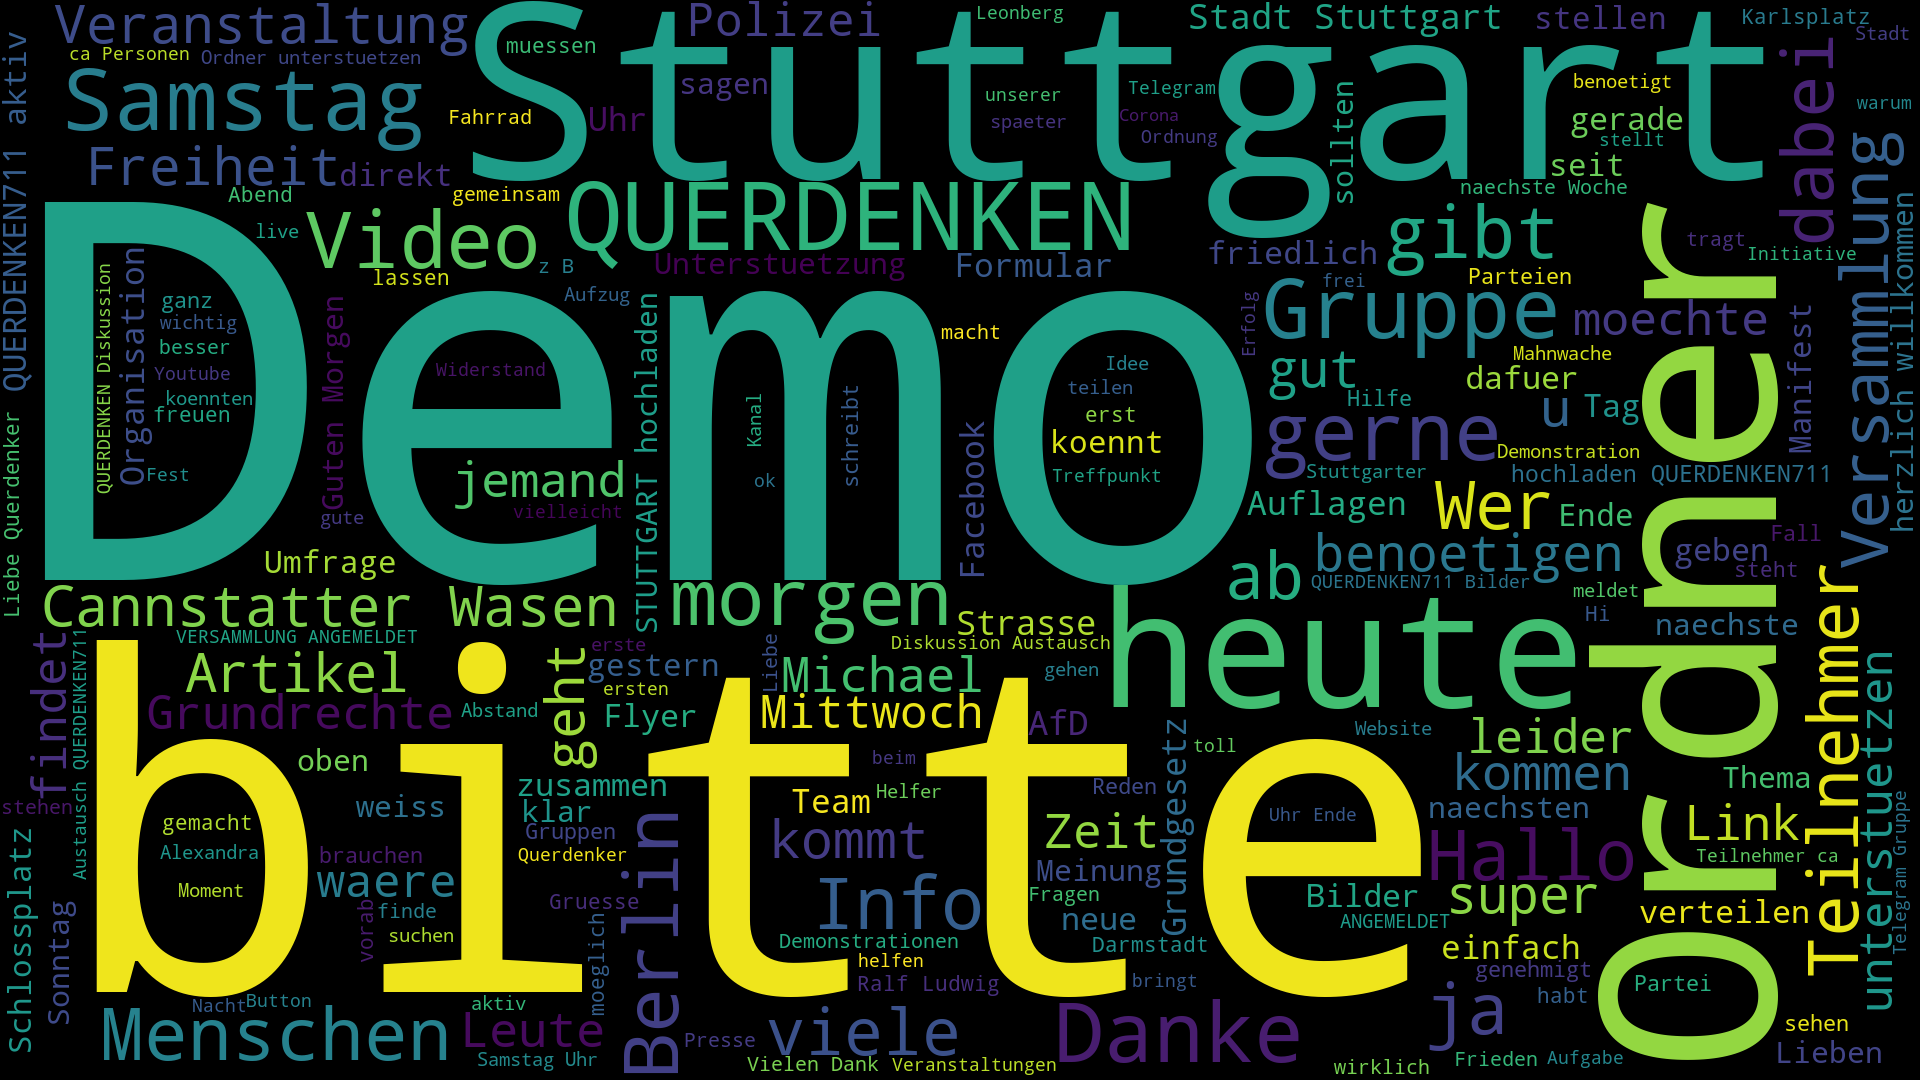 Stuttgart
Demo
bitte
Ordner
heute
QUERDENKEN
Veranstaltung
Polizei
Leonberg
Stadt Stuttgart
stellen
Karlsplatz
Stadt
ca Personen
Ordner unterstuetzen
muessen
Samstag
sagen
unserer
Telegram
benoetigt
dabei
warum
QUERDENKEN711 aktiv
Fahrrad
Uhr
spaeter
Corona
Ordnung
sollten
gerade
stellt
Freiheit
direkt
seit
Abend
gemeinsam
naechste Woche
Versammlung
herzlich willkommen
live
Video
z B
lassen
Unterstuetzung
Formular
friedlich
gibt
tragt
Initiative
Parteien
frei
Aufzug
ganz
wichtig
besser
Youtube
koennten
freuen
Fest
QUERDENKEN Diskussion
Organisation
Guten Morgen
Widerstand
STUTTGART hochladen
macht
Erfolg
Gruppe
moechte
Mahnwache
Manifest
Idee
teilen
erst
koennt
Treffpunkt
Kanal
ok
schreibt
Facebook
gut
dafuer
Hilfe
u
Tag
gerne
Demonstration
Stuttgarter
hochladen QUERDENKEN711
Liebe Querdenker
jemand
gute
vielleicht
Auflagen
Wer
Ende
Fall
geben
steht
Umfrage
benoetigen
QUERDENKEN711 Bilder
ab
meldet
Hi
Cannstatter Wasen
morgen
Strasse
naechste
VERSAMMLUNG ANGEMELDET
erste
Diskussion Austausch
findet
Artikel
geht
gestern
Liebe
Michael
gehen
ersten
Teilnehmer
unterstuetzen
Grundrechte
Abstand
Flyer
Mittwoch
AfD
Grundgesetz
Website
leider
toll
Austausch QUERDENKEN711
oben
beim
zusammen
kommen
Thema
stehen
weiss
klar
Team
Helfer
Reden
naechsten
Link
Schlossplatz
gemacht
Gruppen
Querdenker
kommt
Zeit
Uhr Ende
Alexandra
brauchen
Hallo
Teilnehmer ca
Telegram Gruppe
Moment
waere
Berlin
Meinung
Info
Fragen
Bilder
super
Sonntag
vorab
finde
Gruesse
neue
ANGEMELDET
verteilen
suchen
moeglich
Demonstrationen
Darmstadt
einfach
helfen
genehmigt
Ralf Ludwig
bringt
Partei
Nacht
Button
aktiv
ja
habt
Menschen
Leute
Presse
viele
Danke
sehen
Samstag Uhr
Vielen Dank
Veranstaltungen
wirklich
Frieden
Aufgabe
Lieben